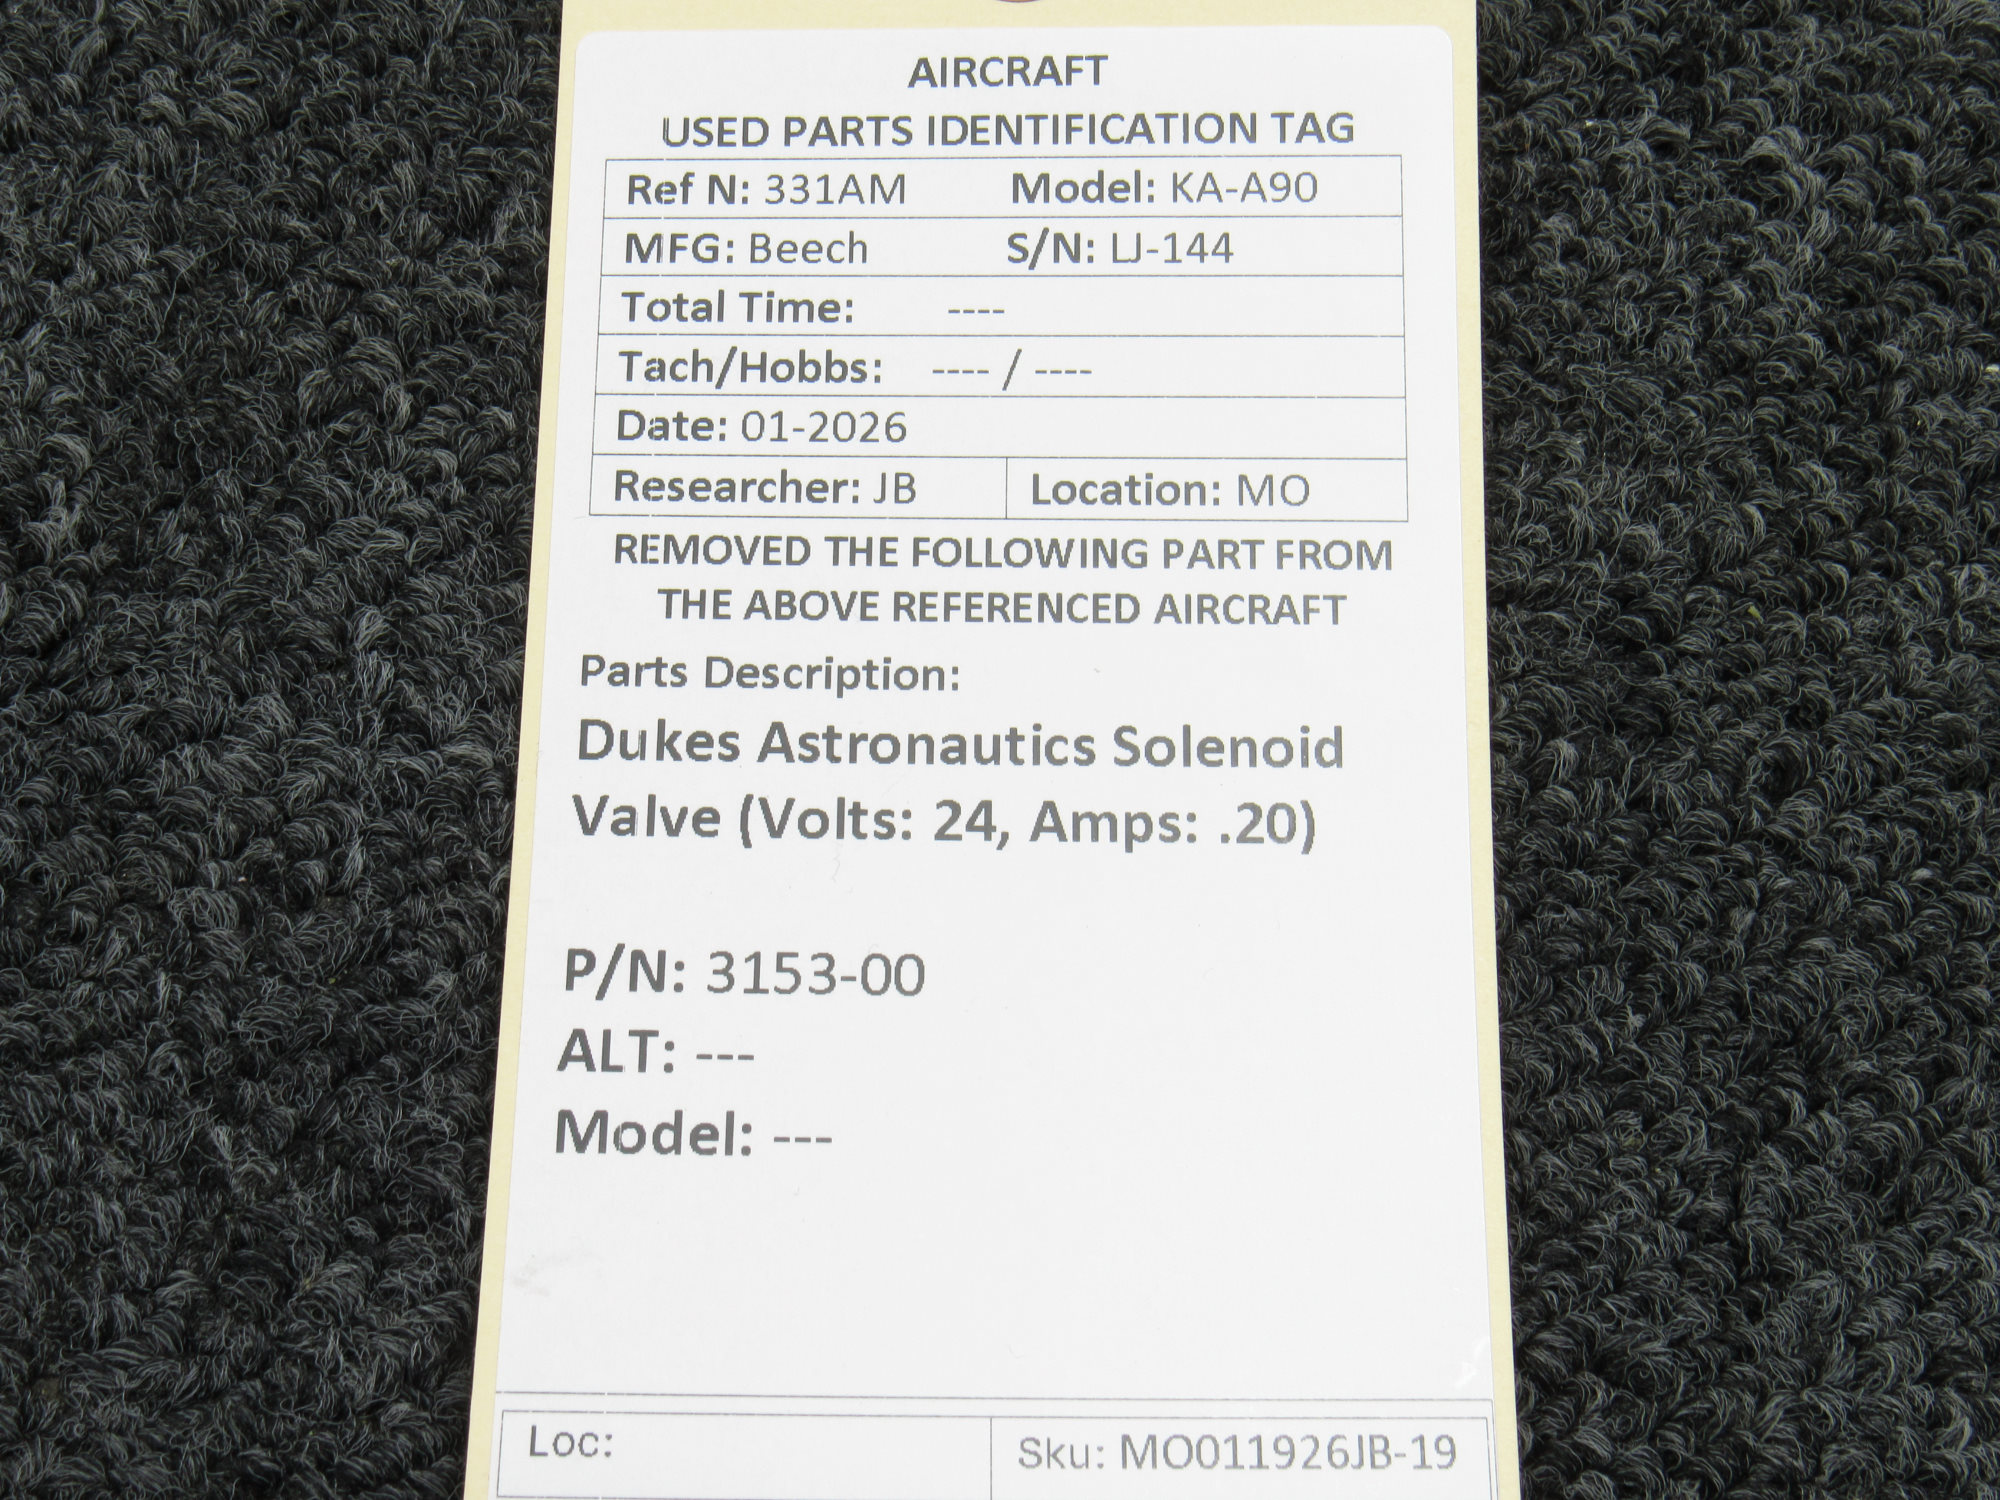 AIRCRAFT
USED PARTS IDENTIFICATION TAG
Ref N: 331AM Model: KA-A90
MFG: Beech S/N: LJ-144
Total Time: ----
Tach/Hobbs: ---- / ----
Date: 01-2026
Researcher: JB Location: MO
REMOVED THE FOLLOWING PART FROM
THE ABOVE REFERENCED AIRCRAFT
Parts Description:
Dukes Astronautics Solenoid
Valve (Volts: 24, Amps: .20)
P/N: 3153-00
ALT: ---
Model: ---
Loc: Sku: MO011926JB-19